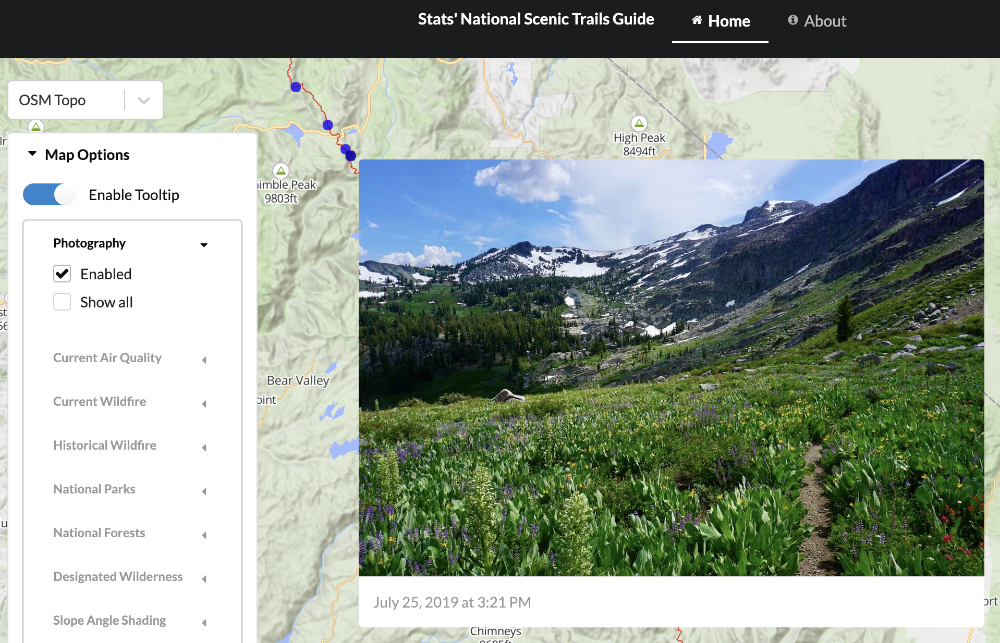 Stats' National Scenic Trails Guide
Home
About
OSM Topo
Map Options
Enable Tooltip
Photography
Enabled
Show all
Current Air Quality
Current Wildfire
Historical Wildfire
National Parks
National Forests
Designated Wilderness
Slope Angle Shading
High Peak
8494ft
Peak
9803ft
Bear Valley
July 25, 2019 at 3:21 PM
Chimneys